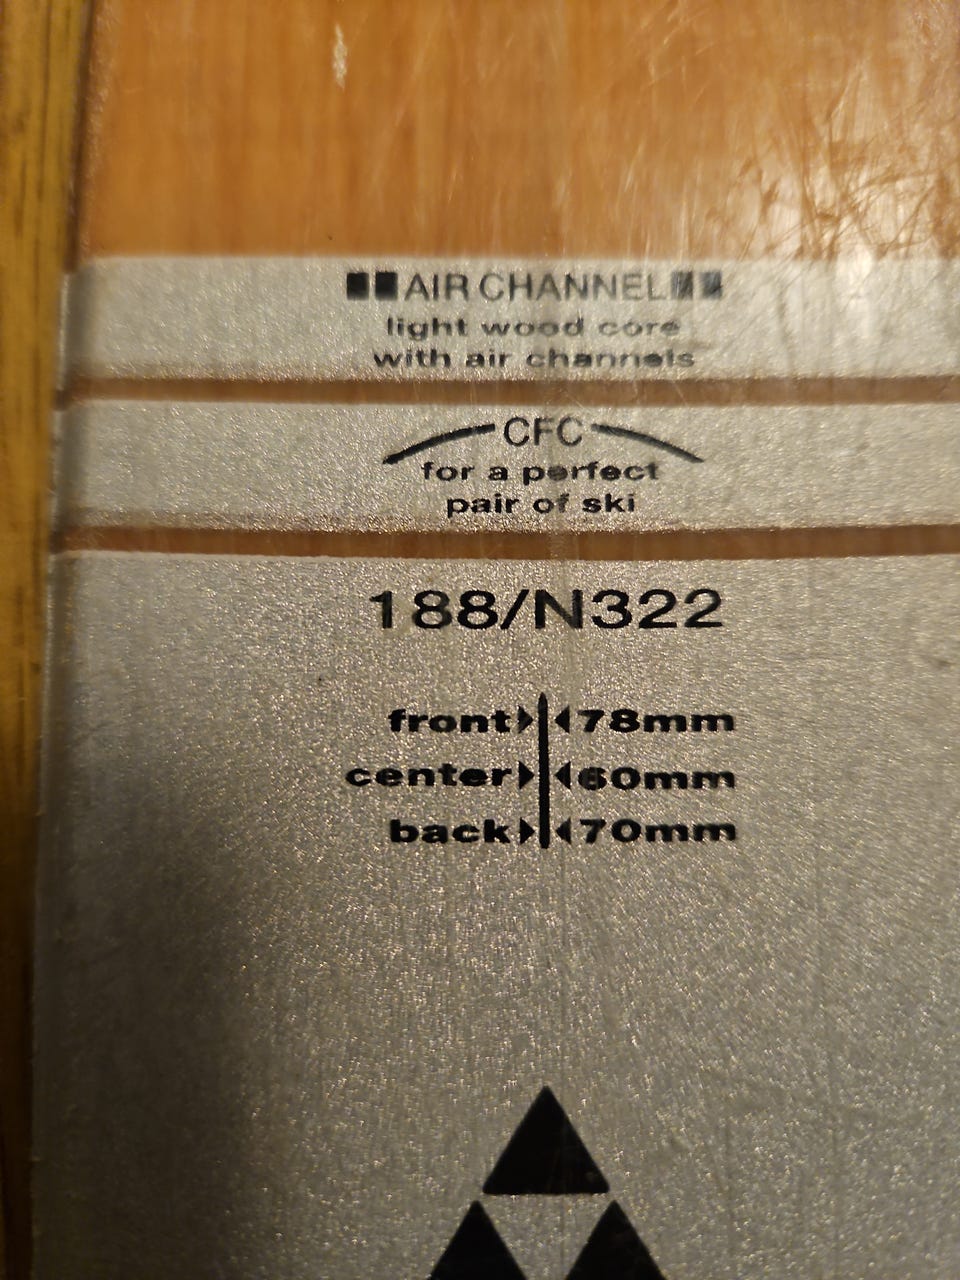 AIR CHANNEL
light wood core
with air channels
CFC
for a perfect
pair of ski
188/N322
front 78mm
center 60mm
back 70mm